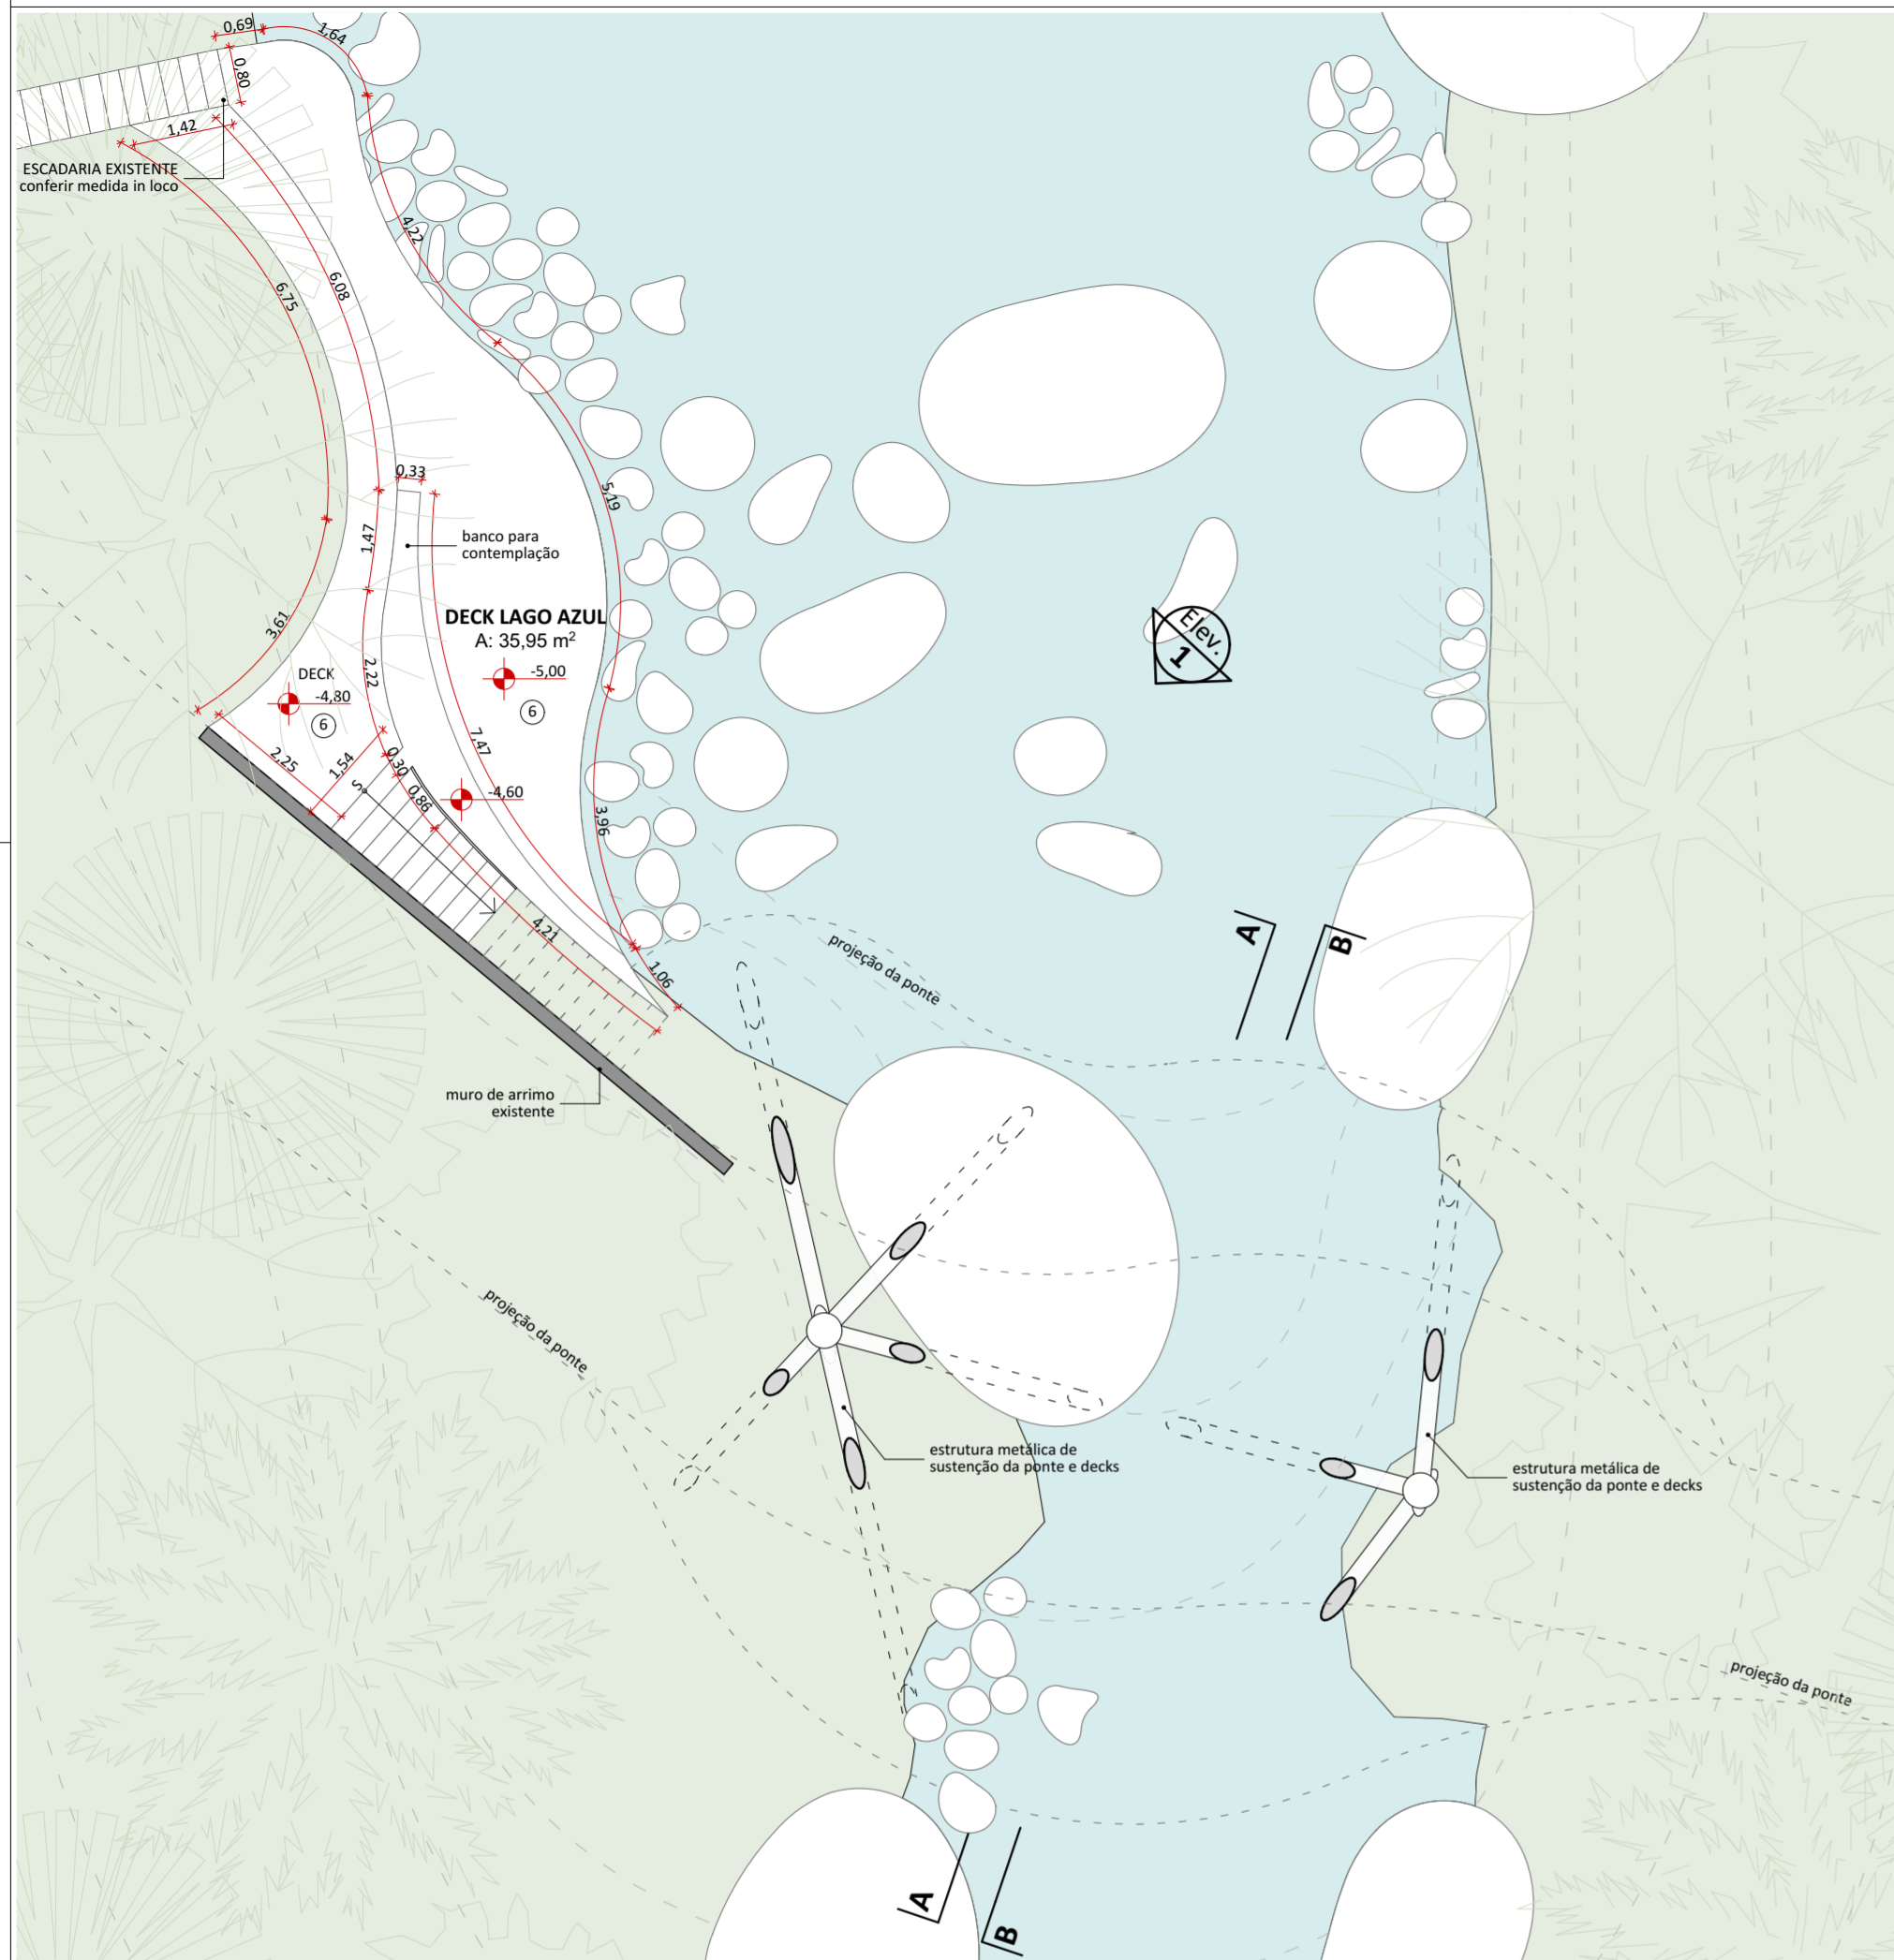 0,69
1,64
0,80
1,42
ESCADARIA EXISTENTE
conferir medida in loco
4,22
6,75
6,08
0,33
5,19
1,47
banco para
contemplação
DECK LAGO AZUL
A: 35,95 m²
-5,00
6
3,61
2,22
DECK
-4,80
6
Elev.
1
2,25
1,54
S
0,30
0,86
-4,60
7,47
3,96
4,21
1,06
projeção da ponte
A
B
muro de arrimo
existente
projeção da ponte
estrutura metálica de
sustenção da ponte e decks
estrutura metálica de
sustenção da ponte e decks
projeção da ponte
A
B